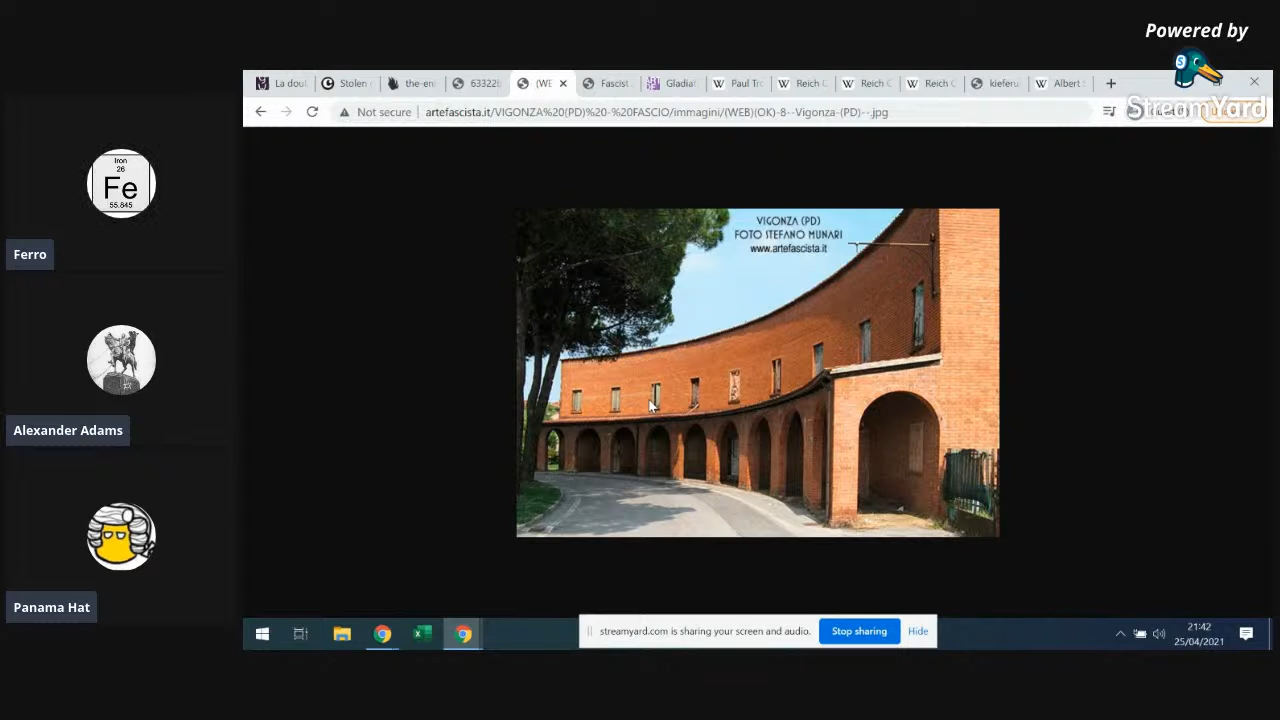 Powered by
StreamYard
La dou
Stolen
the-en
63322
(WE
Fascist
Gladiat
Paul Tro
Reich C
Reich C
Reich C
kieferu
Albert
Not secure
artefascista.it/VIGONZA%20(PD)%20-%20FASCIO/immagini/(WEB)(OK)-8--Vigonza-(PD)--.jpg
Iron
26
Fe
55.845
Ferro
Alexander Adams
Panama Hat
VIGONZA (PD)
FOTO STEFANO MUNARI
www.artefascista.it
streamyard.com is sharing your screen and audio.
Stop sharing
Hide
21:42
25/04/2021